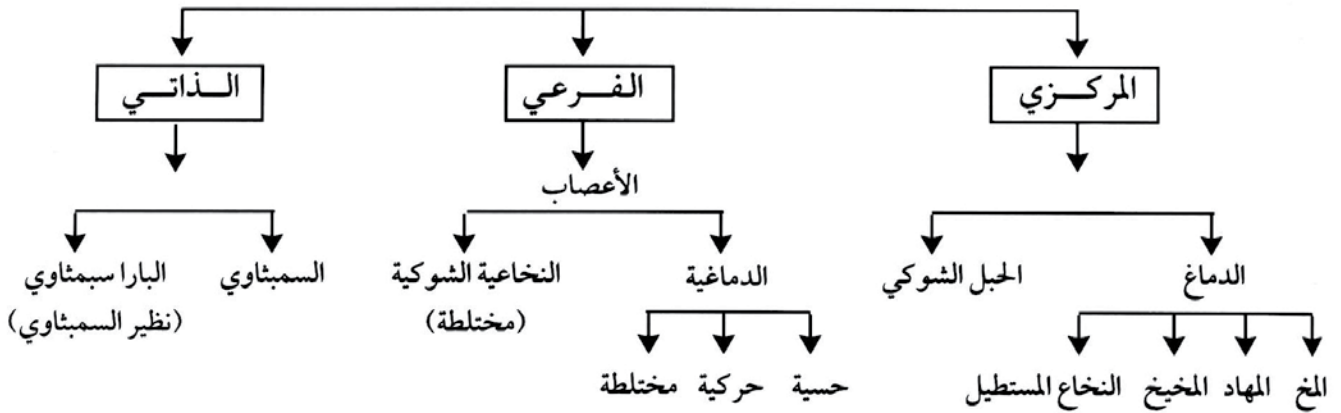 المركزي الفرعي الذاتي
الأعصاب
الدماغ الحبل الشوكي الدماغية النخاعية الشوكية السمبثاوي البارا سبمثاوي
(مختلطة) (نظير السمبثاوي)
المخ المهاد المخيخ النخاع المستطيل حسية حركية مختلطة